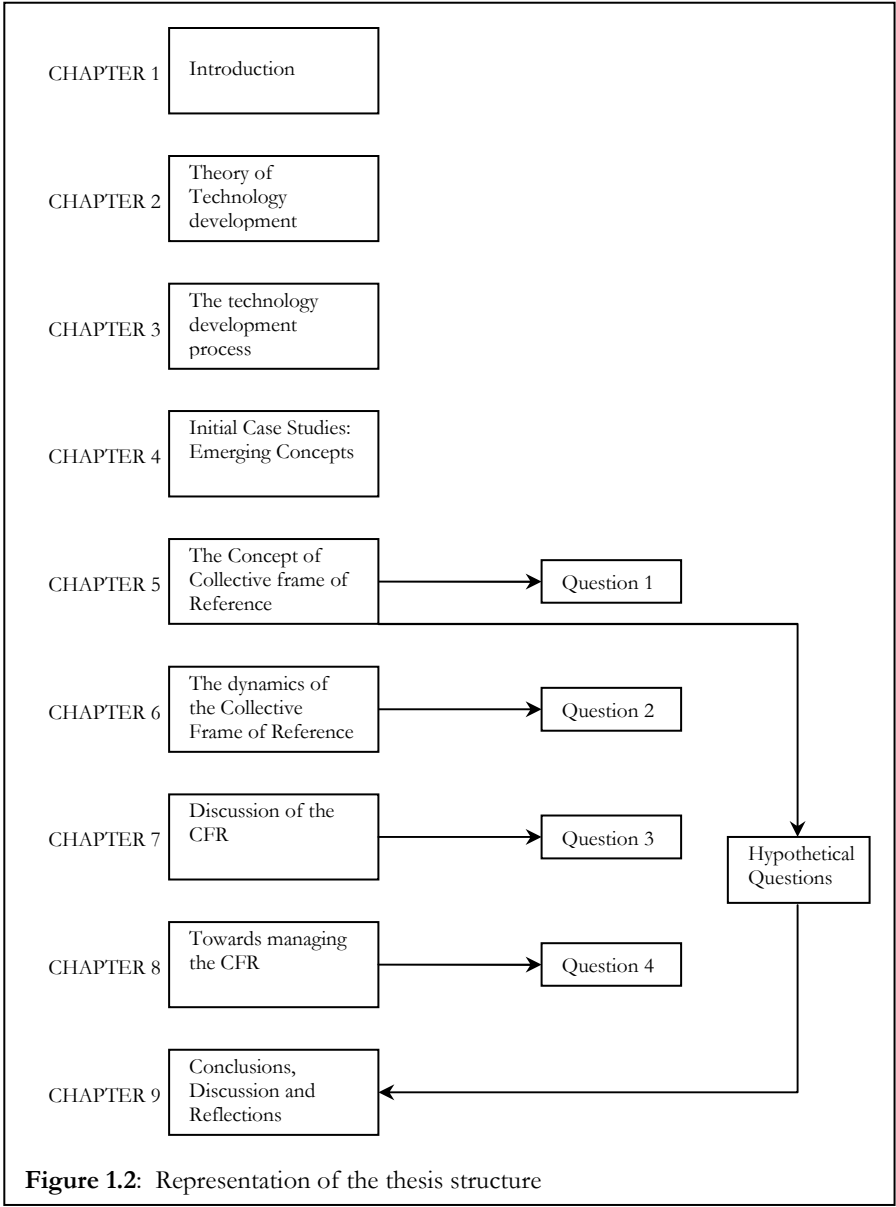 CHAPTER 1
Introduction
CHAPTER 2
Theory of
Technology
development
CHAPTER 3
The technology
development
process
CHAPTER 4
Initial Case Studies:
Emerging Concepts
CHAPTER 5
The Concept of
Collective frame of
Reference
Question 1
CHAPTER 6
The dynamics of
the Collective
Frame of Reference
Question 2
CHAPTER 7
Discussion of the
CFR
Question 3
Hypothetical
Questions
CHAPTER 8
Towards managing
the CFR
Question 4
CHAPTER 9
Conclusions,
Discussion and
Reflections
Figure 1.2: Representation of the thesis structure